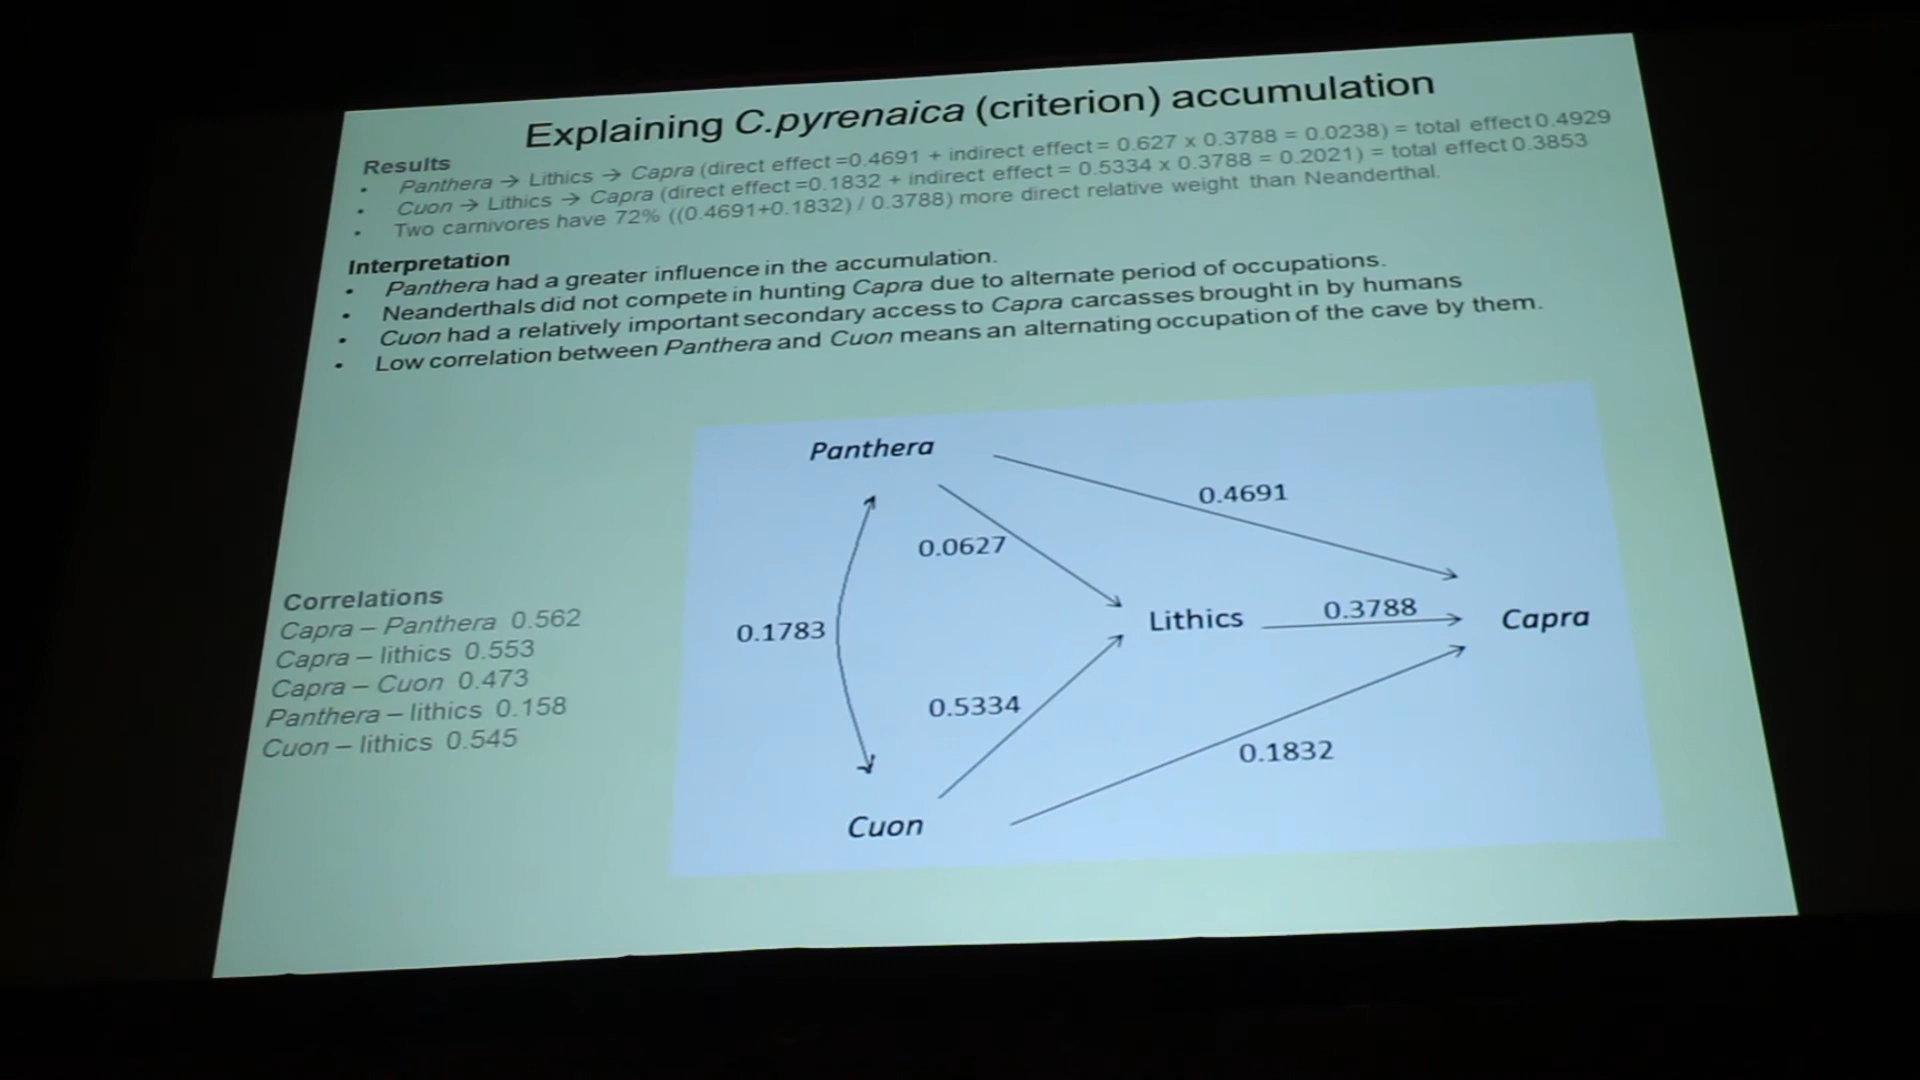 Explaining C.pyrenaica (criterion) accumulation
Results
• Panthera → Lithics → Capra (direct effect =0.4691 + indirect effect = 0.627 x 0.3788 = 0.0238) = total effect 0.4929
• Cuon → Lithics → Capra (direct effect =0.1832 + indirect effect = 0.5334 x 0.3788 = 0.2021) = total effect 0.3853
• Two carnivores have 72% ((0.4691+0.1832) / 0.3788) more direct relative weight than Neanderthal.
Interpretation
• Panthera had a greater influence in the accumulation.
• Neanderthals did not compete in hunting Capra due to alternate period of occupations.
• Cuon had a relatively important secondary access to Capra carcasses brought in by humans
• Low correlation between Panthera and Cuon means an alternating occupation of the cave by them.
Panthera
0.4691
0.0627
0.1783
Lithics
0.3788
Capra
0.5334
0.1832
Cuon
Correlations
Capra – Panthera 0.562
Capra – lithics 0.553
Capra – Cuon 0.473
Panthera – lithics 0.158
Cuon – lithics 0.545